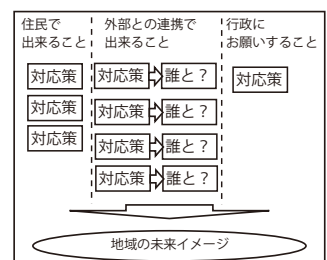 住民で
出来ること
対応策
対応策
対応策
外部との連携で
出来ること
対応策 誰と？
対応策 誰と？
対応策 誰と？
対応策 誰と？
行政に
お願いすること
対応策
地域の未来イメージ